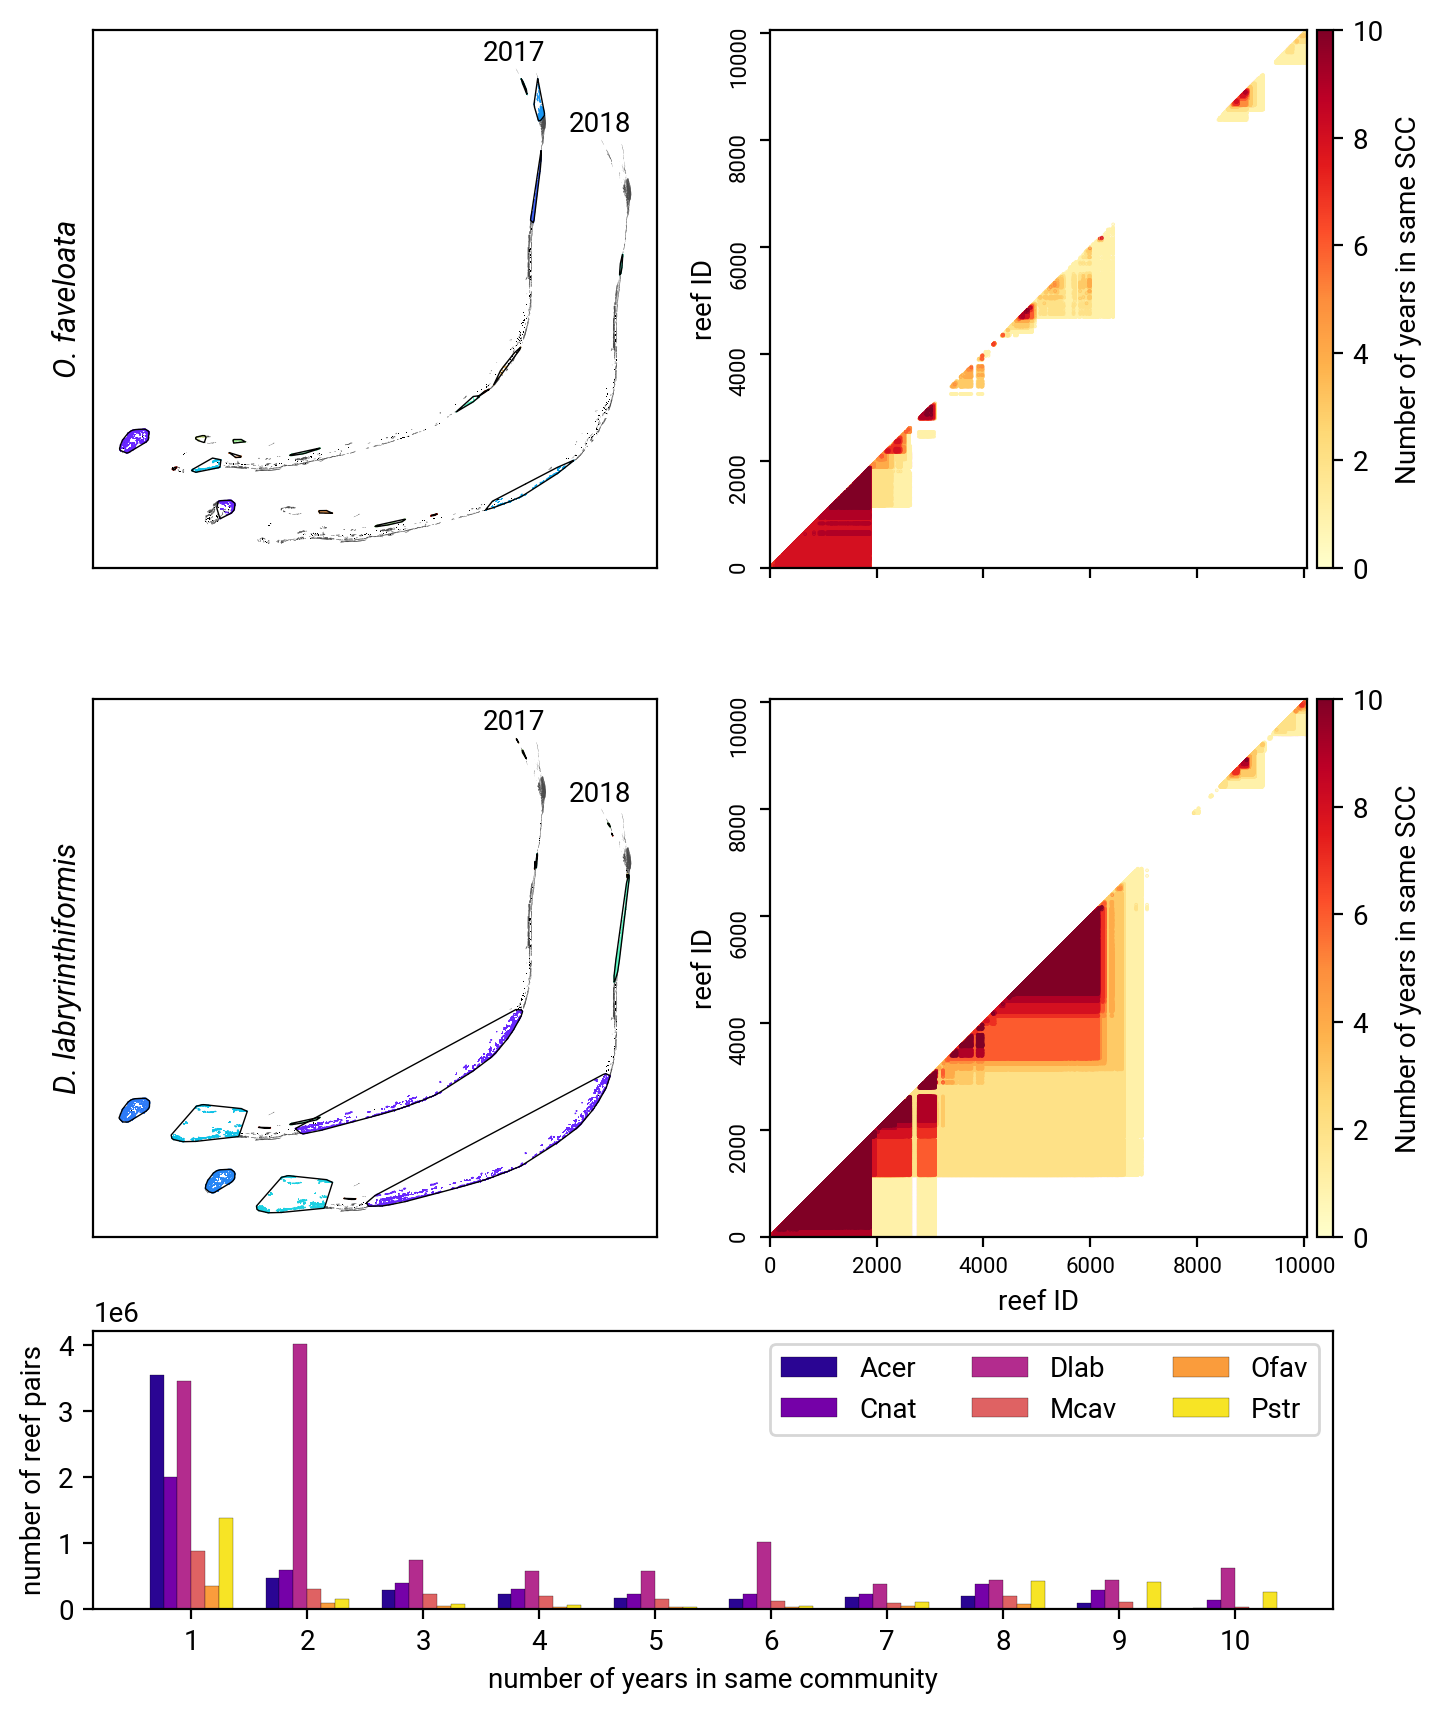 2017
2018
O. faveloata
reef ID
0
2000
4000
6000
8000
10000
0
2
4
6
8
10
Number of years in same SCC
2017
2018
D. labryrinthiformis
reef ID
0
2000
4000
6000
8000
10000
0 2000 4000 6000 8000 10000
reef ID
0
2
4
6
8
10
Number of years in same SCC
1e6
number of reef pairs
4
3
2
1
0
Acer Dlab Ofav
Cnat Mcav Pstr
1 2 3 4 5 6 7 8 9 10
number of years in same community